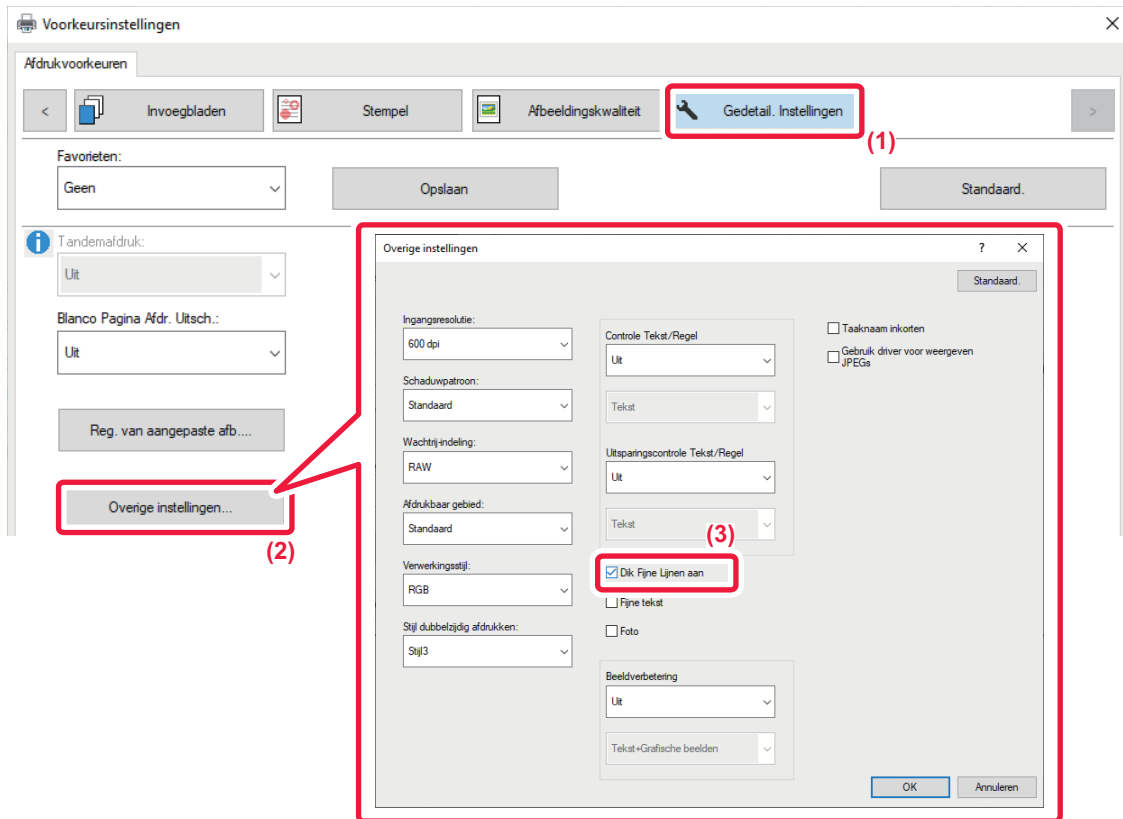 Voorkeursinstellingen
Afdrukvoorkeuren
<
Invoegbladen
Stempel
Afbeeldingskwaliteit
Gedetail. Instellingen
>
(1)
Favorieten:
Geen
Opslaan
Standaard.
Tandemafdruk:
Uit
Blanco Pagina Afdr. Uitsch.:
Uit
Reg. van aangepaste afb....
Overige instellingen...
(2)
Overige instellingen
?
Standaard.
Ingangsresolutie:
600 dpi
Schaduwpatroon:
Standaard
Wachtrij-indeling:
RAW
Afdrukbaar gebied:
Standaard
Verwerkingsstijl:
RGB
Stijl dubbelzijdig afdrukken:
Stijl3
Controle Tekst/Regel
Uit
Tekst
Uitsparingscontrole Tekst/Regel
Uit
Tekst
(3)
Dik Fijne Lijnen aan
Fijne tekst
Foto
Beeldverbetering
Uit
Tekst+Grafische beelden
Taaknaam inkorten
Gebruik driver voor weergeven
JPEGs
OK
Annuleren